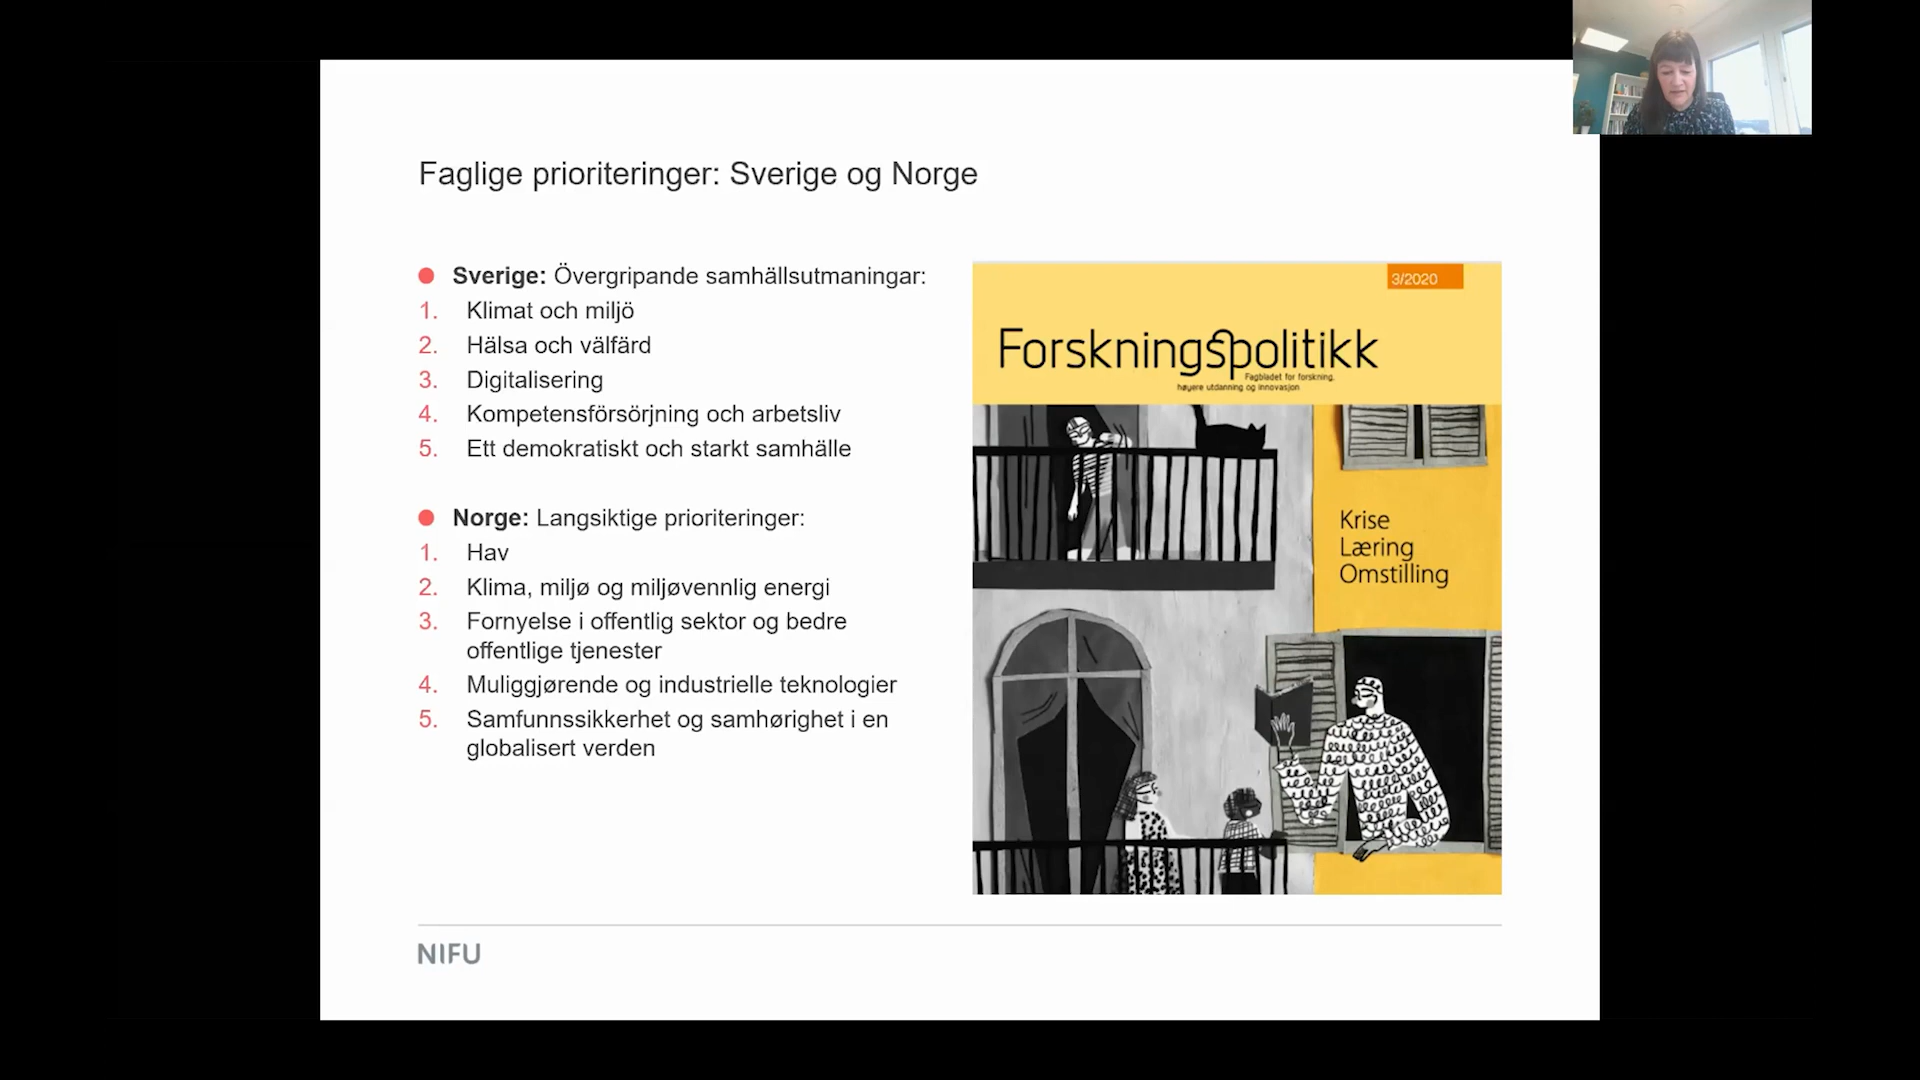 Faglige prioriteringer: Sverige og Norge
Sverige: Övergripande samhällsutmaningar:
1. Klimat och miljö
2. Hälsa och välfärd
3. Digitalisering
4. Kompetensförsörjning och arbetsliv
5. Ett demokratiskt och starkt samhälle
Norge: Langsiktige prioriteringer:
1. Hav
2. Klima, miljø og miljøvennlig energi
3. Fornyelse i offentlig sektor og bedre
offentlige tjenester
4. Muliggjørende og industrielle teknologier
5. Samfunnssikkerhet og samhørighet i en
globalisert verden
3/2020
Forskningspolitikk
Fagbladet for forskning,
høyere utdanning og innovasjon
Krise
Læring
Omstilling
NIFU